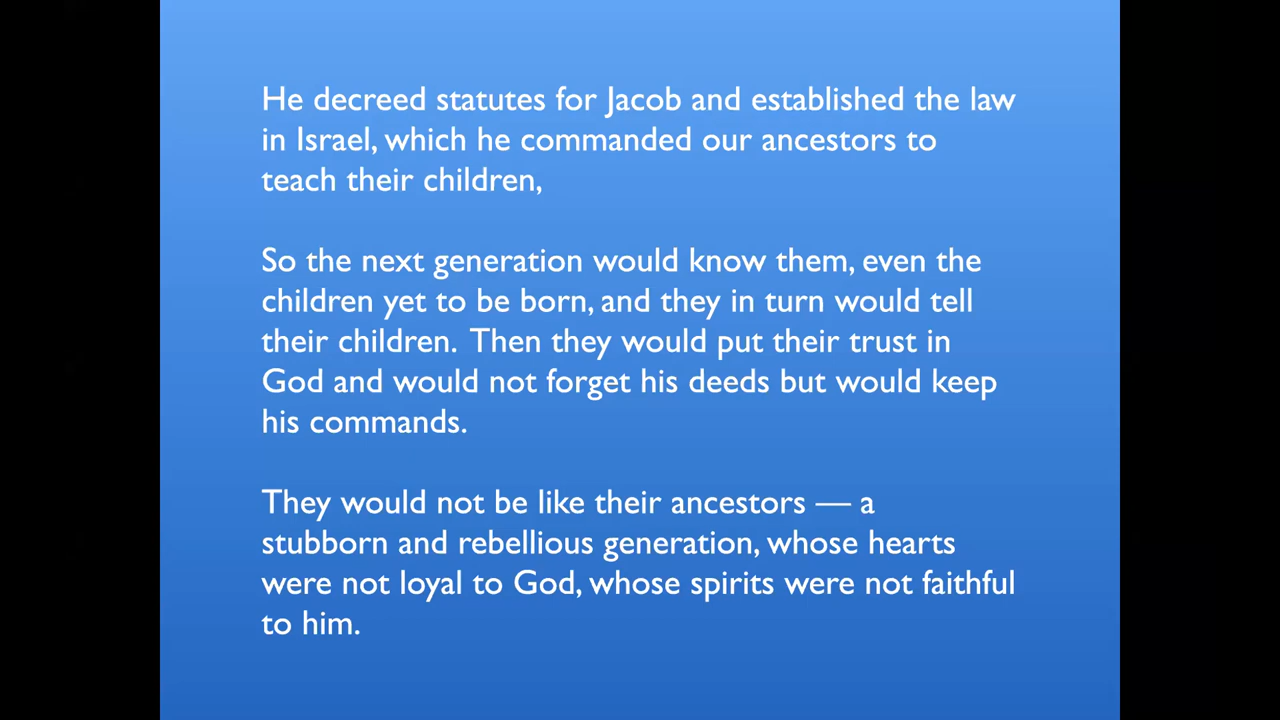 He decreed statutes for Jacob and established the law
in Israel, which he commanded our ancestors to
teach their children,
So the next generation would know them, even the
children yet to be born, and they in turn would tell
their children.  Then they would put their trust in
God and would not forget his deeds but would keep
his commands.
They would not be like their ancestors — a
stubborn and rebellious generation, whose hearts
were not loyal to God, whose spirits were not faithful
to him.